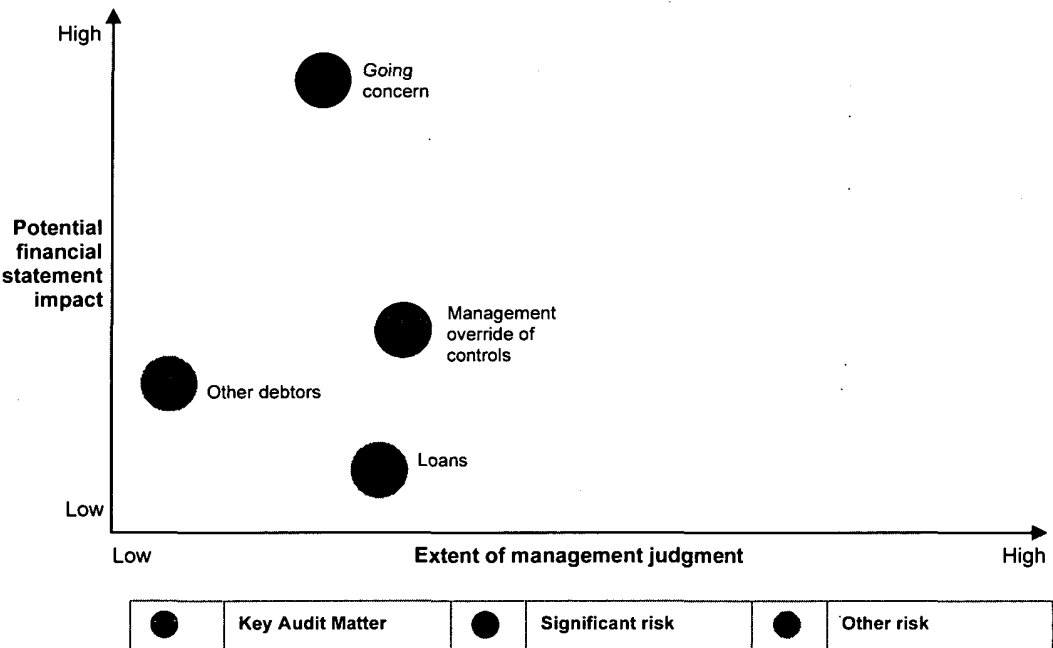 High
Going
concern
Potential
financial
statement
impact
Management
override of
controls
Other debtors
Loans
Low
Low
Extent of management judgment
High
Key Audit Matter
Significant risk
Other risk